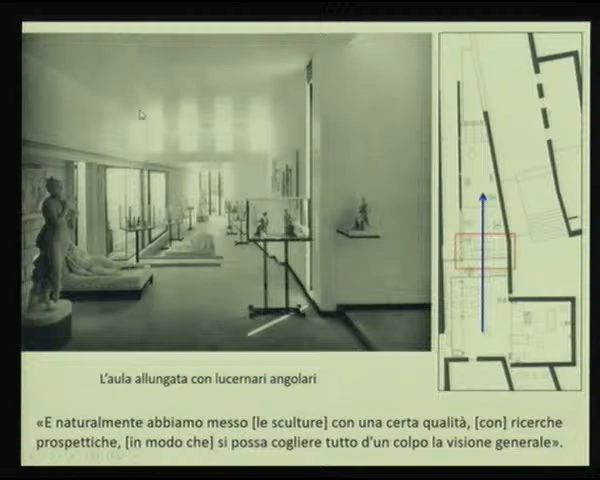 L'aula allungata con lucernari angolari
«E naturalmente abbiamo messo [le sculture] con una certa qualità, [con] ricerche
prospettiche, [in modo che] si possa cogliere tutto d'un colpo la visione generale».